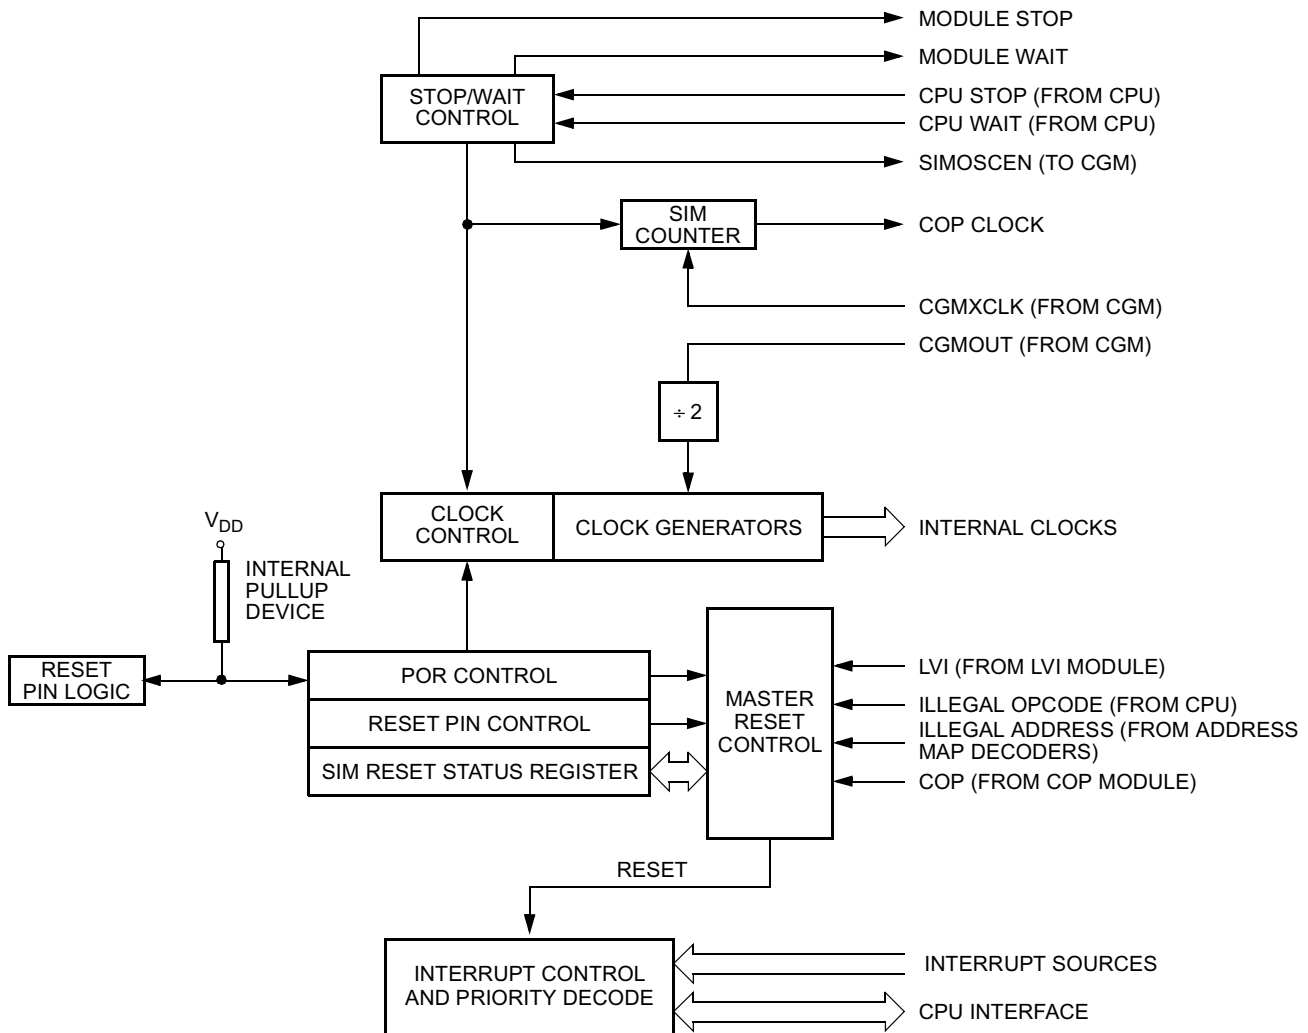 MODULE STOP
MODULE WAIT
STOP/WAIT
CONTROL
CPU STOP (FROM CPU)
CPU WAIT (FROM CPU)
SIMOSCEN (TO CGM)
SIM
COUNTER
COP CLOCK
CGMXCLK (FROM CGM)
CGMOUT (FROM CGM)
÷ 2
CLOCK
CONTROL
CLOCK GENERATORS
INTERNAL CLOCKS
VDD
INTERNAL
PULLUP
DEVICE
RESET
PIN LOGIC
POR CONTROL
RESET PIN CONTROL
SIM RESET STATUS REGISTER
MASTER
RESET
CONTROL
LVI (FROM LVI MODULE)
ILLEGAL OPCODE (FROM CPU)
ILLEGAL ADDRESS (FROM ADDRESS
MAP DECODERS)
COP (FROM COP MODULE)
RESET
INTERRUPT CONTROL
AND PRIORITY DECODE
INTERRUPT SOURCES
CPU INTERFACE